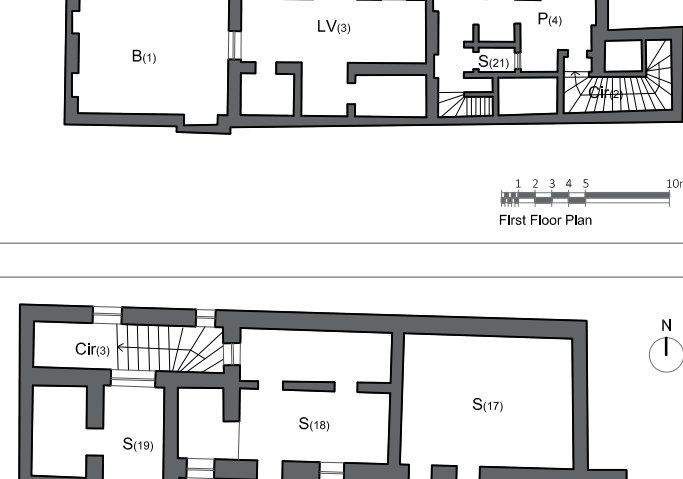 P(4)
LV(3)
B(1)
S(21)
Cir(2)
1 2 3 4 5 10m
FIrst Floor Plan
N
Cir(3)
S(17)
S(18)
S(19)